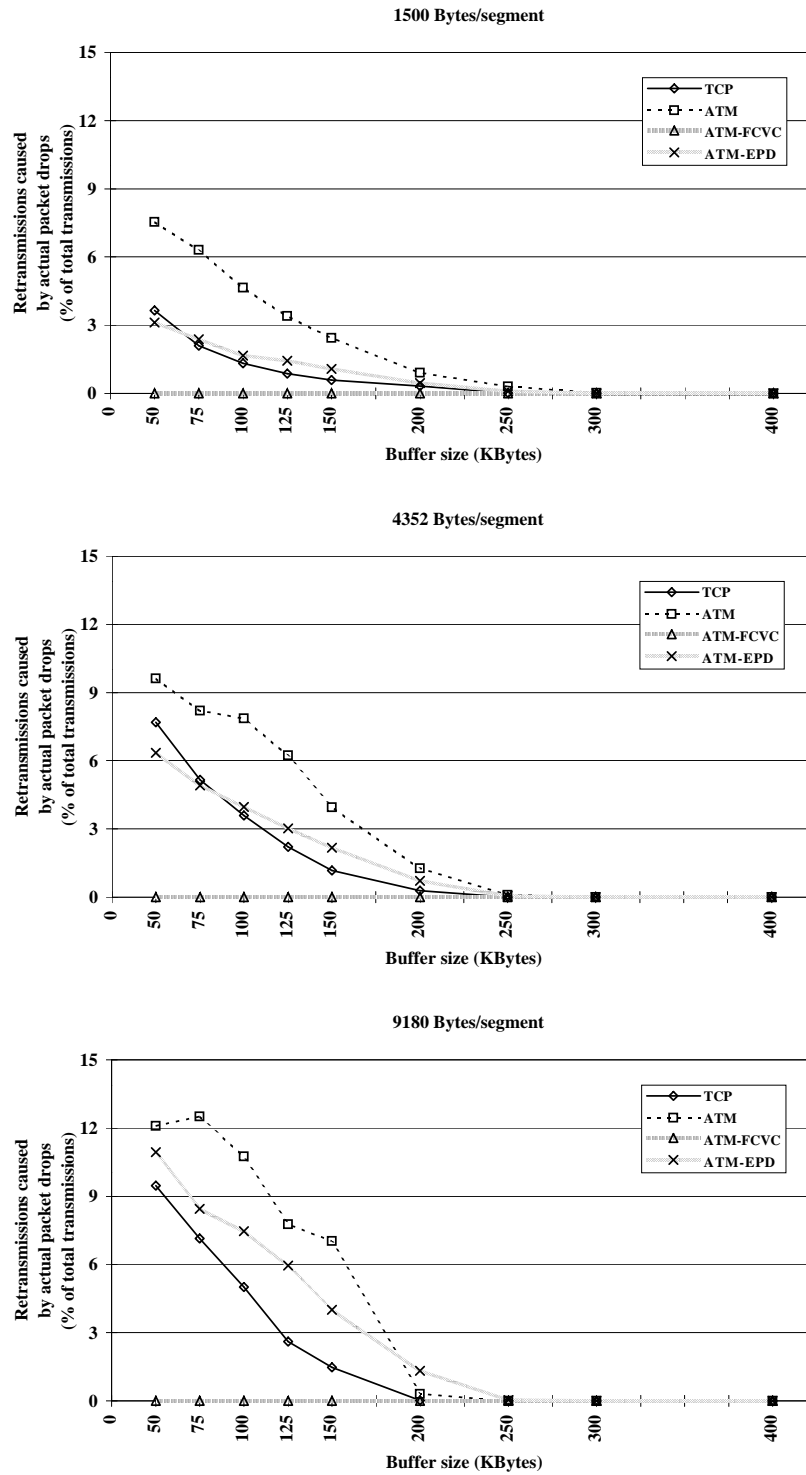 1500 Bytes/segment
15
12
9
6
3
0
Retransmissions caused
by actual packet drops
(% of total transmissions)
TCP
ATM
ATM-FCVC
ATM-EPD
0
50
75
100
125
150
200
250
300
400
Buffer size (KBytes)
4352 Bytes/segment
15
12
9
6
3
0
Retransmissions caused
by actual packet drops
(% of total transmissions)
TCP
ATM
ATM-FCVC
ATM-EPD
0
50
75
100
125
150
200
250
300
400
Buffer size (KBytes)
9180 Bytes/segment
15
12
9
6
3
0
Retransmissions caused
by actual packet drops
(% of total transmissions)
TCP
ATM
ATM-FCVC
ATM-EPD
0
50
75
100
125
150
200
250
300
400
Buffer size (KBytes)